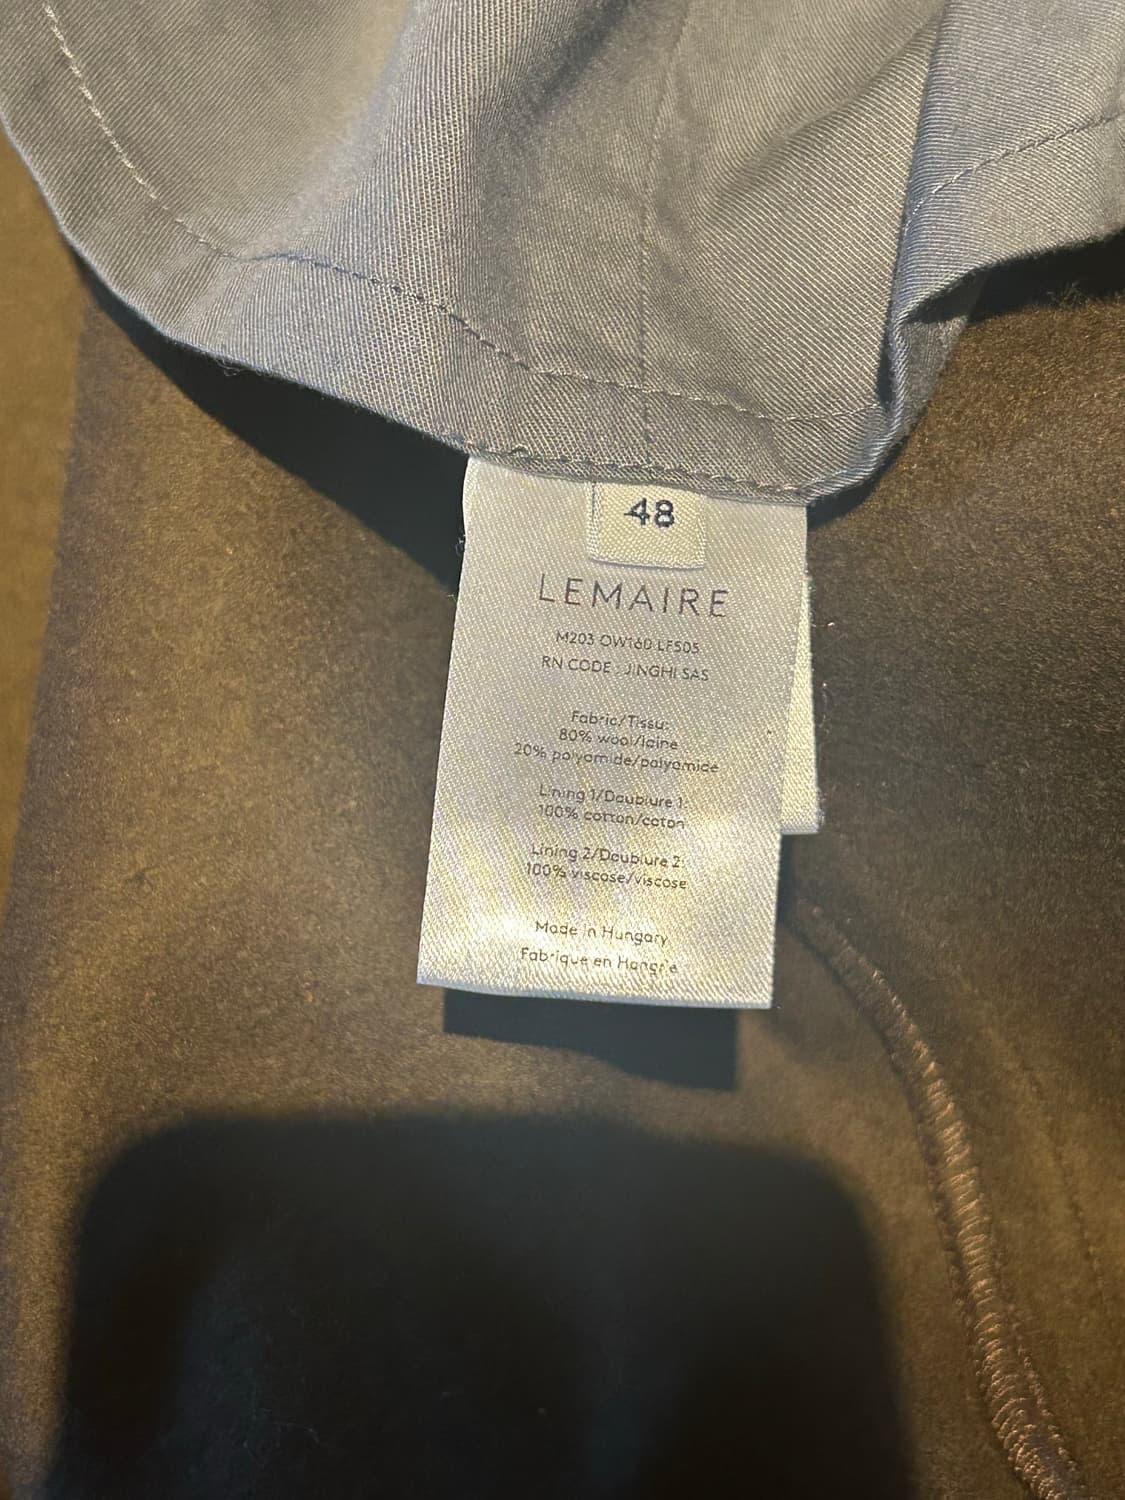 48
LEMAIRE
M203 OW160 LF505
RN CODE : JINGHI SAS
Fabric/Tissu:
80% wool/laine
20% polyamide/polyamide
Lining 1/Doublure 1:
100% cotton/coton
Lining 2/Doublure 2:
100% viscose/viscose
Made in Hungary
Fabriqué en Hongrie